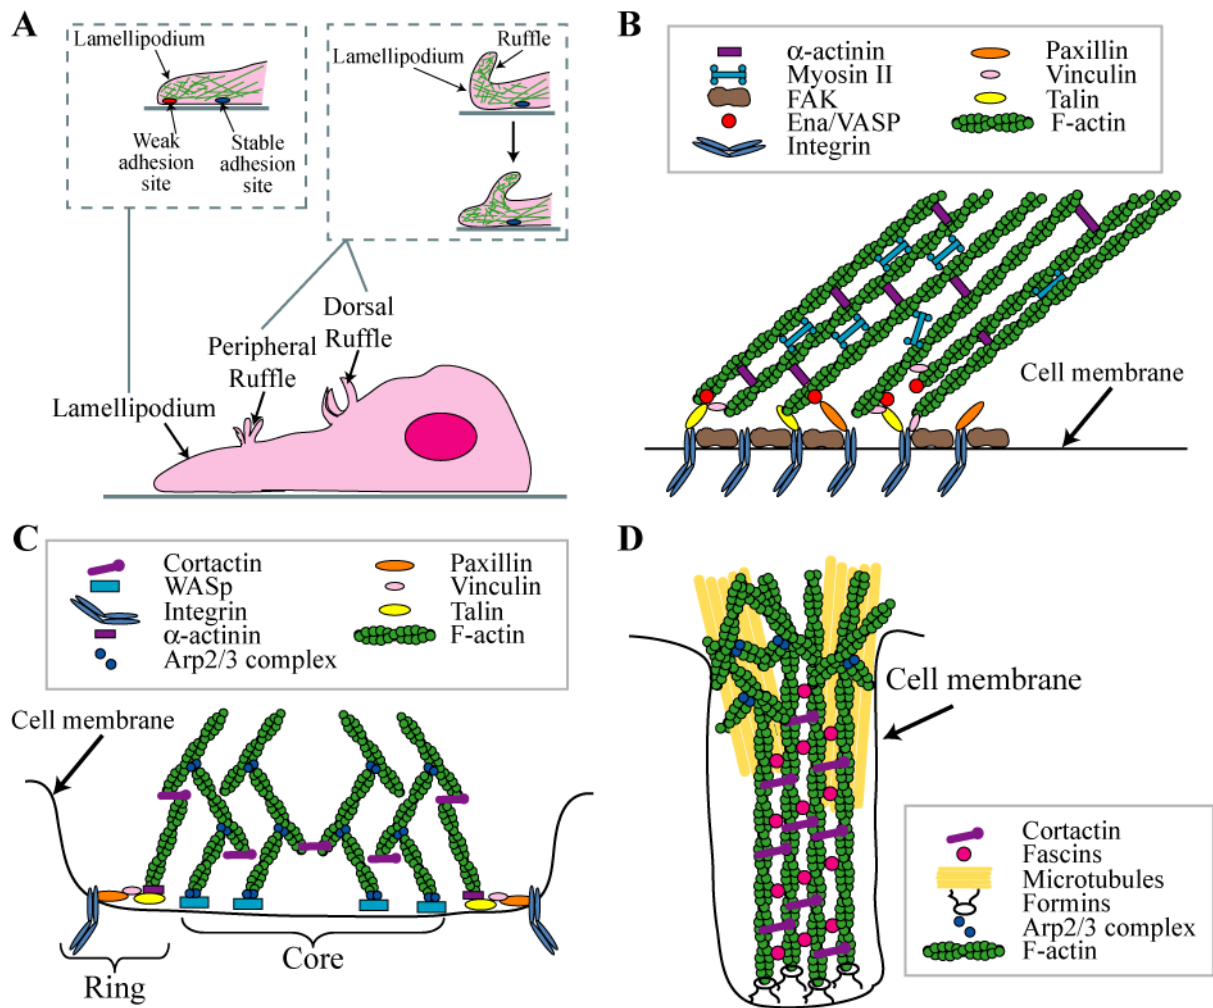 A
Lamellipodium
Weak
adhesion
site
Stable
adhesion
site
Ruffle
Lamellipodium
Dorsal
Ruffle
Peripheral
Ruffle
Lamellipodium
B
α-actinin
Myosin II
FAK
Ena/VASP
Integrin
Paxillin
Vinculin
Talin
F-actin
Cell membrane
C
Cortactin
WASp
Integrin
α-actinin
Arp2/3 complex
Paxillin
Vinculin
Talin
F-actin
Cell membrane
Core
Ring
D
Cell membrane
Cortactin
Fascins
Microtubules
Formins
Arp2/3 complex
F-actin